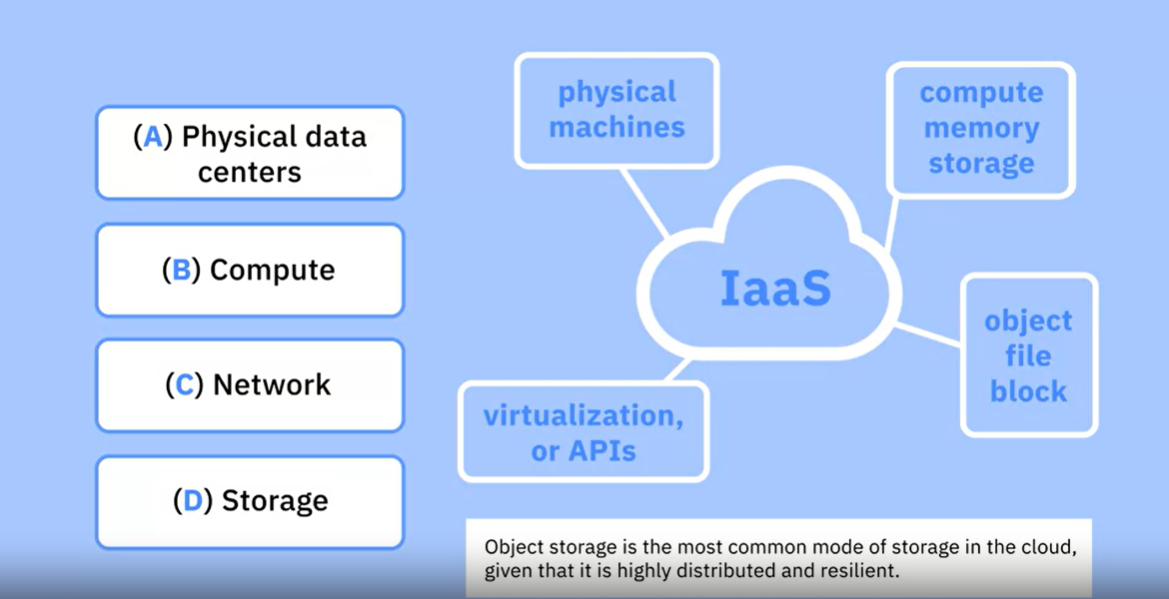 (A) Physical data
centers
(B) Compute
(C) Network
(D) Storage
physical
machines
compute
memory
storage
IaaS
object
file
block
virtualization,
or APIs
Object storage is the most common mode of storage in the cloud,
given that it is highly distributed and resilient.